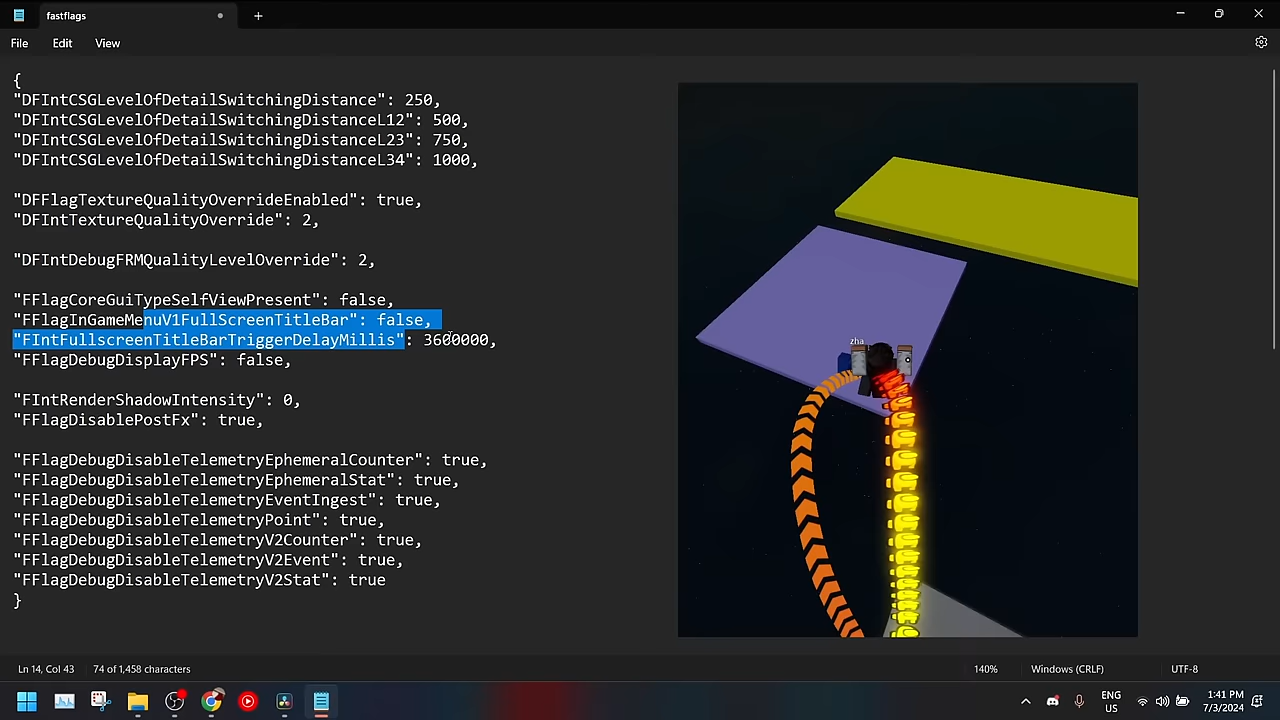 fastflags
File
Edit
View
{
"DFIntCSGLevelOfDetailSwitchingDistance": 250,
"DFIntCSGLevelOfDetailSwitchingDistanceL12": 500,
"DFIntCSGLevelOfDetailSwitchingDistanceL23": 750,
"DFIntCSGLevelOfDetailSwitchingDistanceL34": 1000,
"DFFlagTextureQualityOverrideEnabled": true,
"DFIntTextureQualityOverride": 2,
"DFIntDebugFRMQualityLevelOverride": 2,
"FFlagCoreGuiTypeSelfViewPresent": false,
"FFlagInGameMenuV1FullScreenTitleBar": false,
"FIntFullscreenTitleBarTriggerDelayMillis": 3600000,
"FFlagDebugDisplayFPS": false,
"FIntRenderShadowIntensity": 0,
"FFlagDisablePostFx": true,
"FFlagDebugDisableTelemetryEphemeralCounter": true,
"FFlagDebugDisableTelemetryEphemeralStat": true,
"FFlagDebugDisableTelemetryEventIngest": true,
"FFlagDebugDisableTelemetryPoint": true,
"FFlagDebugDisableTelemetryV2Counter": true,
"FFlagDebugDisableTelemetryV2Event": true,
"FFlagDebugDisableTelemetryV2Stat": true
}
zha
Ln 14, Col 43
74 of 1,458 characters
140%
Windows (CRLF)
UTF-8
ENG
US
1:41 PM
7/3/2024